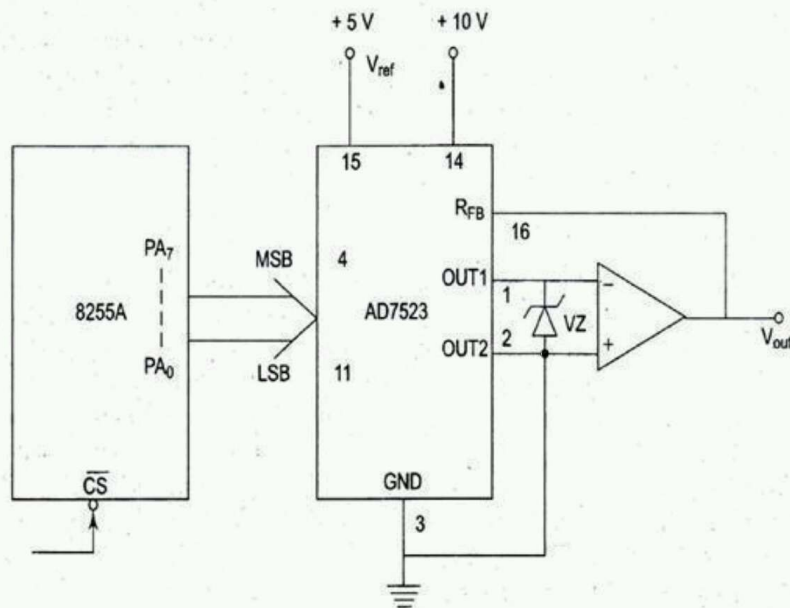 + 5 V
+ 10 V
Vref
15
14
RFB
16
PA7
MSB
4
OUT1
1
8255A
AD7523
VZ
OUT2
2
Vout
PA0
LSB
11
CS
GND
3
−
+